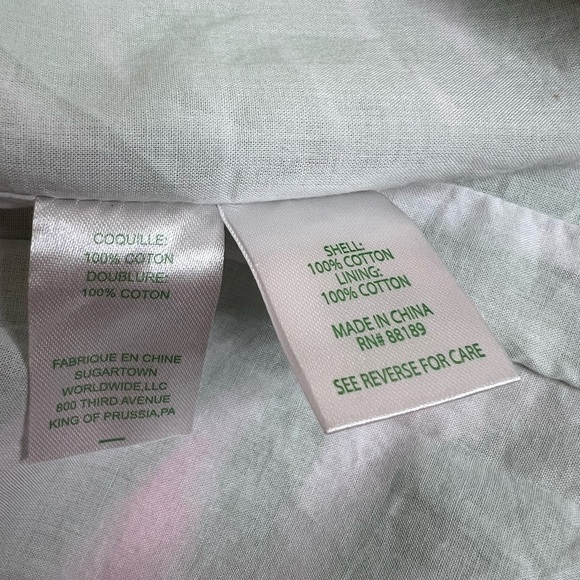 COQUILLE:
100% COTON
DOUBLURE:
100% COTON
FABRIQUE EN CHINE
SUGARTOWN
WORLDWIDE,LLC
800 THIRD AVENUE
KING OF PRUSSIA,PA
SHELL:
100% COTTON
LINING:
100% COTTON
MADE IN CHINA
RN# 88189
SEE REVERSE FOR CARE